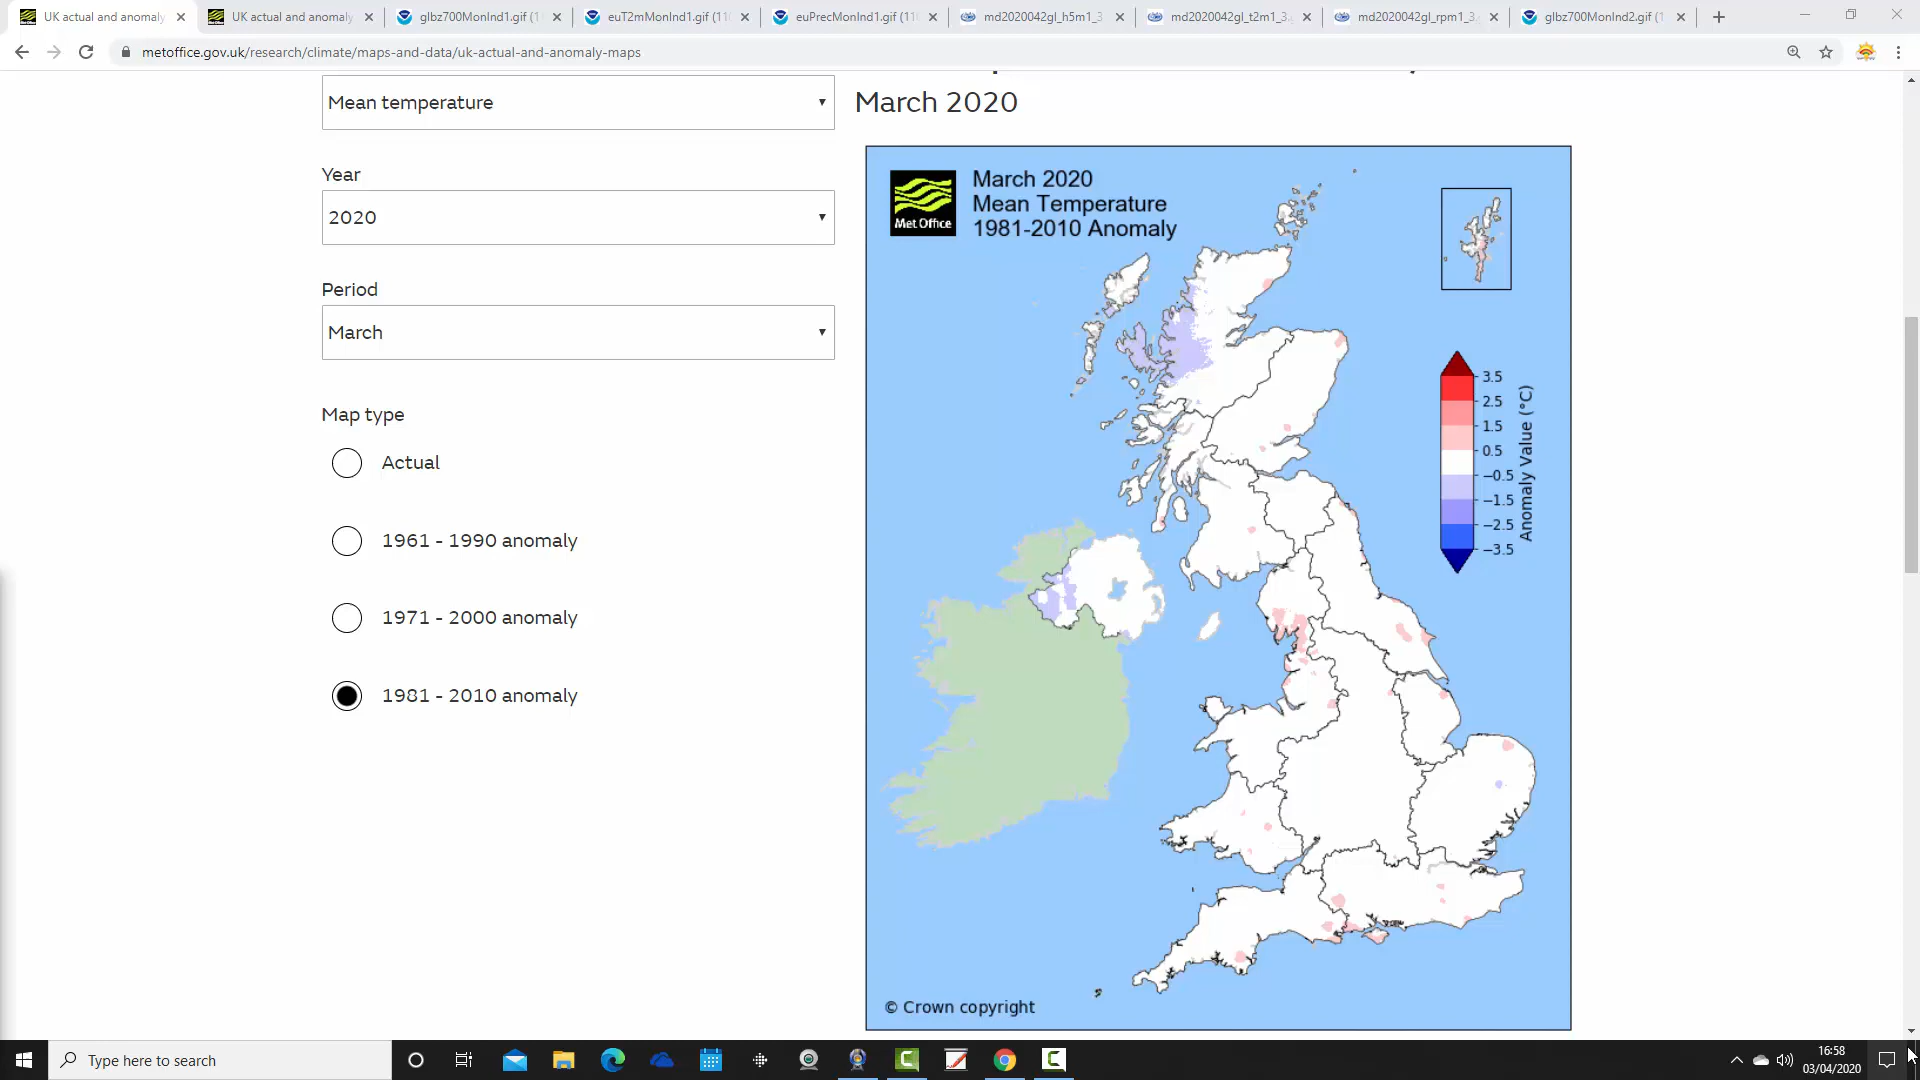 UK actual and anomaly
UK actual and anomaly
glbz700MonInd1.gif (1
euT2mMonInd1.gif (11
euPrecMonInd1.gif (11
md2020042gl_h5m1_3
md2020042gl_t2m1_3.
md2020042gl_rpm1_3.
glbz700MonInd2.gif (1
metoffice.gov.uk/research/climate/maps-and-data/uk-actual-and-anomaly-maps
Mean temperature
Year
2020
Period
March
Map type
Actual
1961 - 1990 anomaly
1971 - 2000 anomaly
1981 - 2010 anomaly
March 2020
Met Office
March 2020
Mean Temperature
1981-2010 Anomaly
3.5
2.5
1.5
0.5
−0.5
−1.5
−2.5
−3.5
Anomaly Value (°C)
© Crown copyright
Type here to search
16:58
03/04/2020